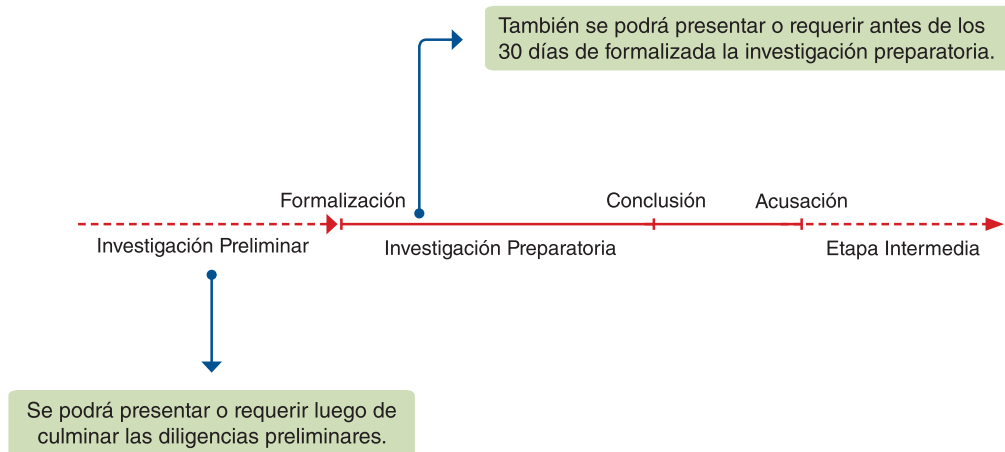 También se podrá presentar o requerir antes de los
30 días de formalizada la investigación preparatoria.
Formalización
Conclusión
Acusación
Investigación Preliminar
Investigación Preparatoria
Etapa Intermedia
Se podrá presentar o requerir luego de
culminar las diligencias preliminares.